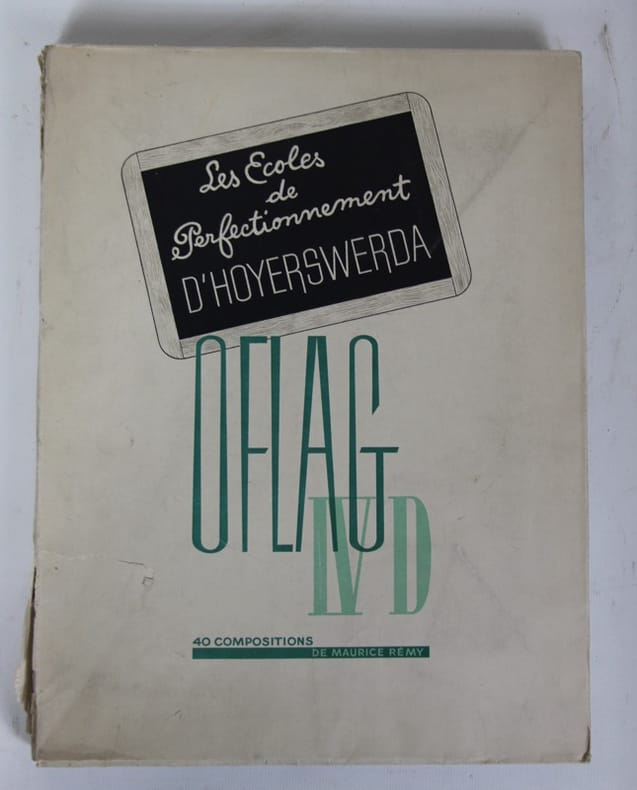 Les Ecoles
de
Perfectionnement
D'HOYERSWERDA
OFLAG
IV D
40 COMPOSITIONS
DE MAURICE RÉMY